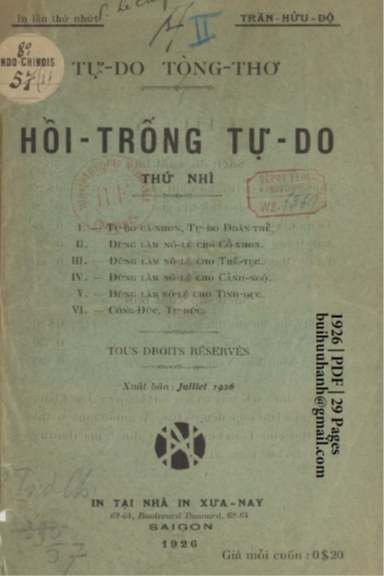 In lần thứ nhứt
TRẦN-HỮU-ĐỘ
II
8º
INDO-CHINOIS
57
TỰ-DO TÒNG-THƠ
HỒI-TRỐNG TỰ-DO
THỨ NHÌ
I. — TỰ-DO CÁ-NHƠN, TỰ-DO ĐOÀN-THỂ.
II. ĐỪNG LÀM NÔ-LỆ CHO CỔ-NHƠN.
III. — ĐỪNG LÀM NÔ-LỆ CHO THẾ-TỤC.
IV. — ĐỪNG LÀM NÔ-LỆ CHO CẢNH-NGỘ.
V. — ĐỪNG LÀM NÔ-LỆ CHO TÌNH-DỤC.
VI. — CÔNG-ĐỨC, TƯ-ĐỨC.
TOUS DROITS RÉSERVÉS
Xuất bản: Juillet 1926
1926 | PDF | 29 Pages
buihuuhanh@gmail.com
IN TẠI NHÀ IN XƯA-NAY
62-64, Boulevard Bonnard, 62-64
SAIGON
1926
57
Giá mỗi cuốn: 0$20